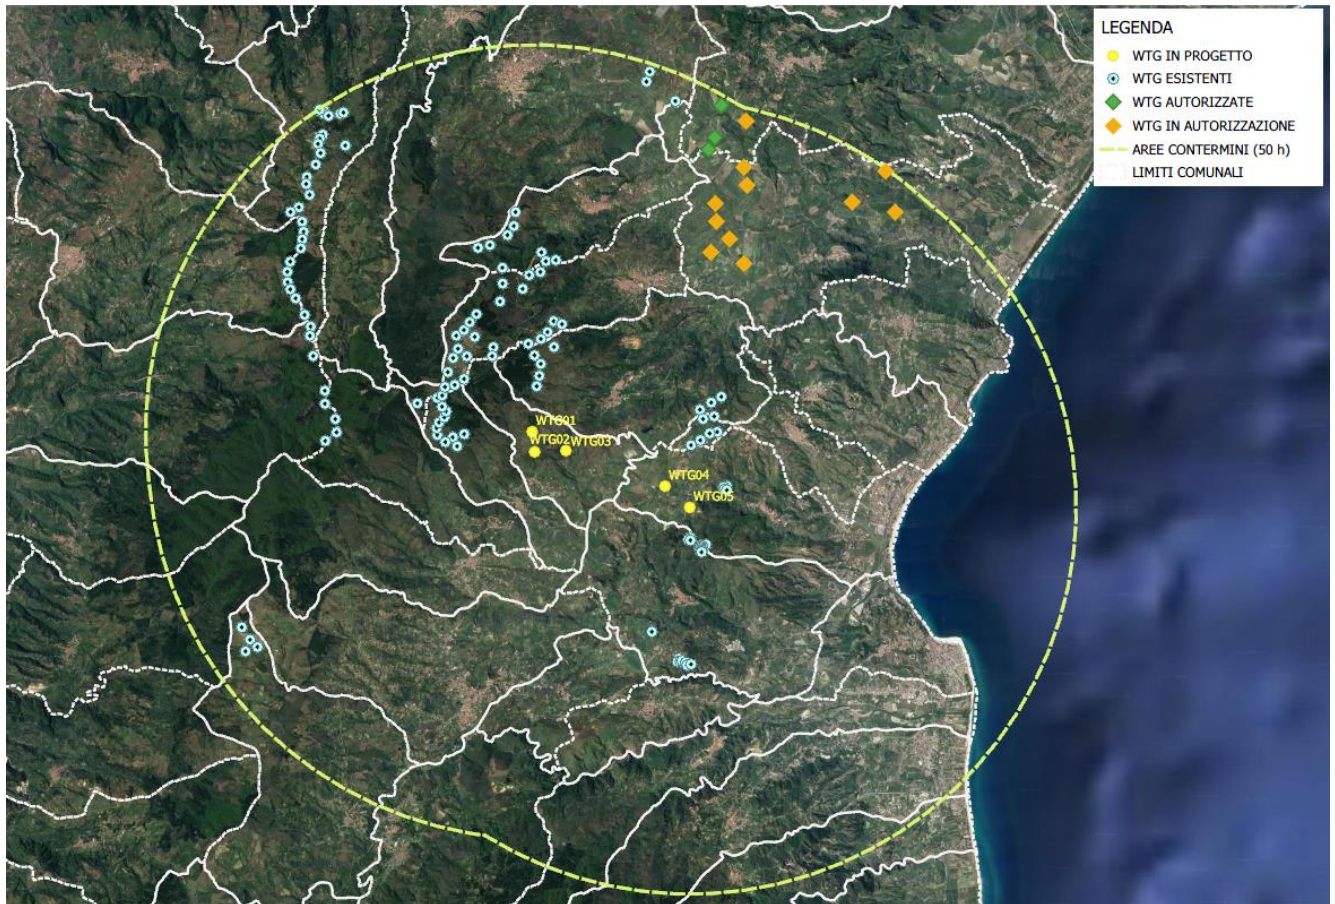 LEGENDA
WTG IN PROGETTO
WTG ESISTENTI
WTG AUTORIZZATE
WTG IN AUTORIZZAZIONE
AREE CONTERMINI (50 h)
LIMITI COMUNALI
WTG01
WTG02
WTG03
WTG04
WTG05